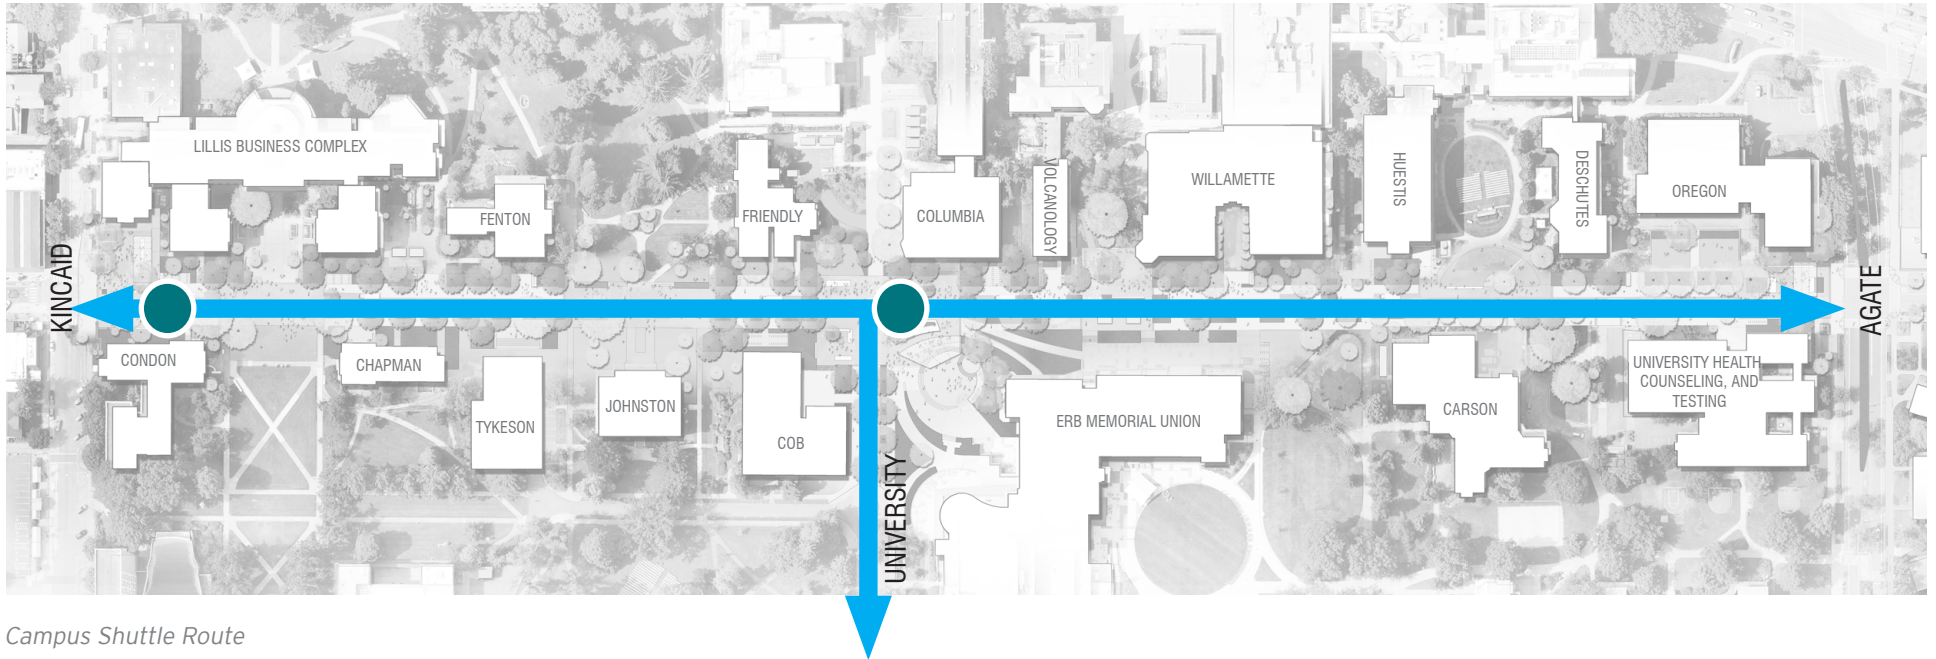 LILLIS BUSINESS COMPLEX
FENTON
FRIENDLY
COLUMBIA
VOLCANOLOGY
WILLAMETTE
HUESTIS
DESCHUTES
OREGON
KINCAID
AGATE
CONDON
CHAPMAN
TYKESON
JOHNSTON
COB
UNIVERSITY
ERB MEMORIAL UNION
CARSON
UNIVERSITY HEALTH
COUNSELING, AND
TESTING
Campus Shuttle Route